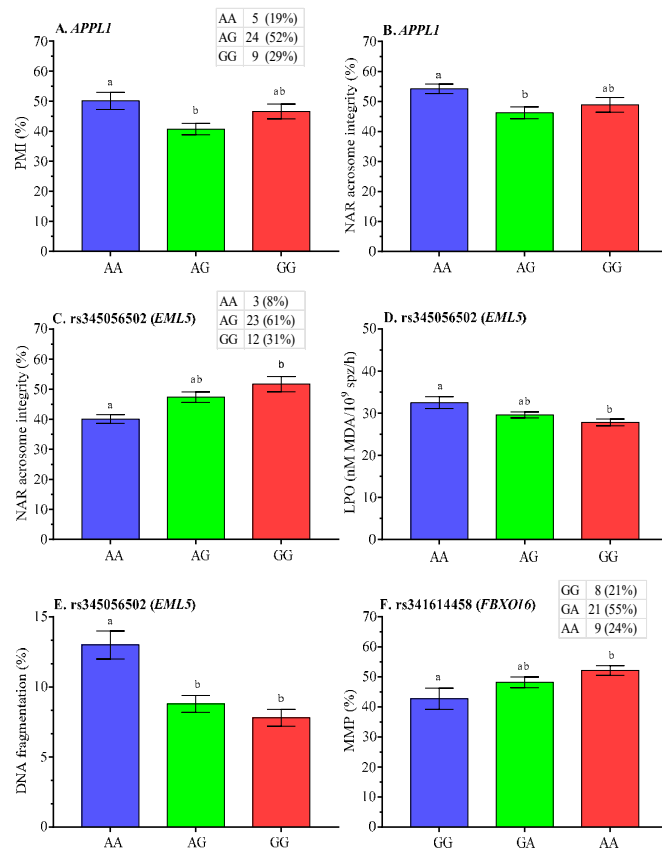 A. APPL1
AA 5 (19%)
AG 24 (52%)
GG 9 (29%)
70
60
50
40
30
20
10
0
PMI (%)
a
b
ab
AA AG GG
B. APPL1
70
60
50
40
30
20
10
0
NAR acrosome integrity (%)
a
b
ab
AA AG GG
C. rs345056502 (EML5)
AA 3 (8%)
AG 23 (61%)
GG 12 (31%)
70
60
50
40
30
20
10
0
NAR acrosome integrity (%)
a
ab
b
AA AG GG
D. rs345056502 (EML5)
50
40
30
20
10
0
LPO (nM MDA/10⁹ spz/h)
a
ab
b
AA AG GG
E. rs345056502 (EML5)
15
10
5
0
DNA fragmentation (%)
a
b
b
AA AG GG
F. rs341614458 (FBXO16)
GG 8 (21%)
GA 21 (55%)
AA 9 (24%)
70
60
50
40
30
20
10
0
MMP (%)
a
ab
b
GG GA AA